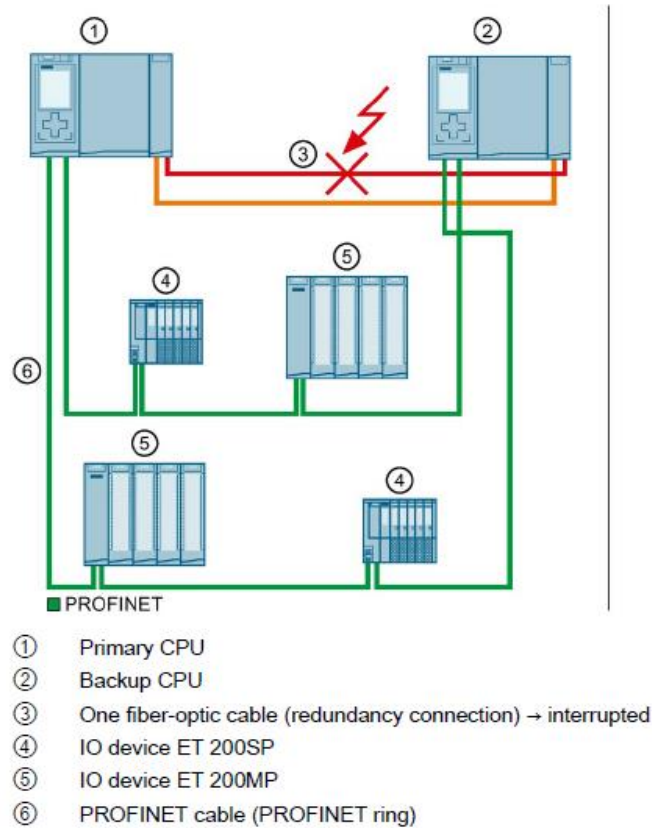 ① ②
③
④ ⑤
⑥
⑤ ④
PROFINET
① Primary CPU
② Backup CPU
③ One fiber-optic cable (redundancy connection) → interrupted
④ IO device ET 200SP
⑤ IO device ET 200MP
⑥ PROFINET cable (PROFINET ring)